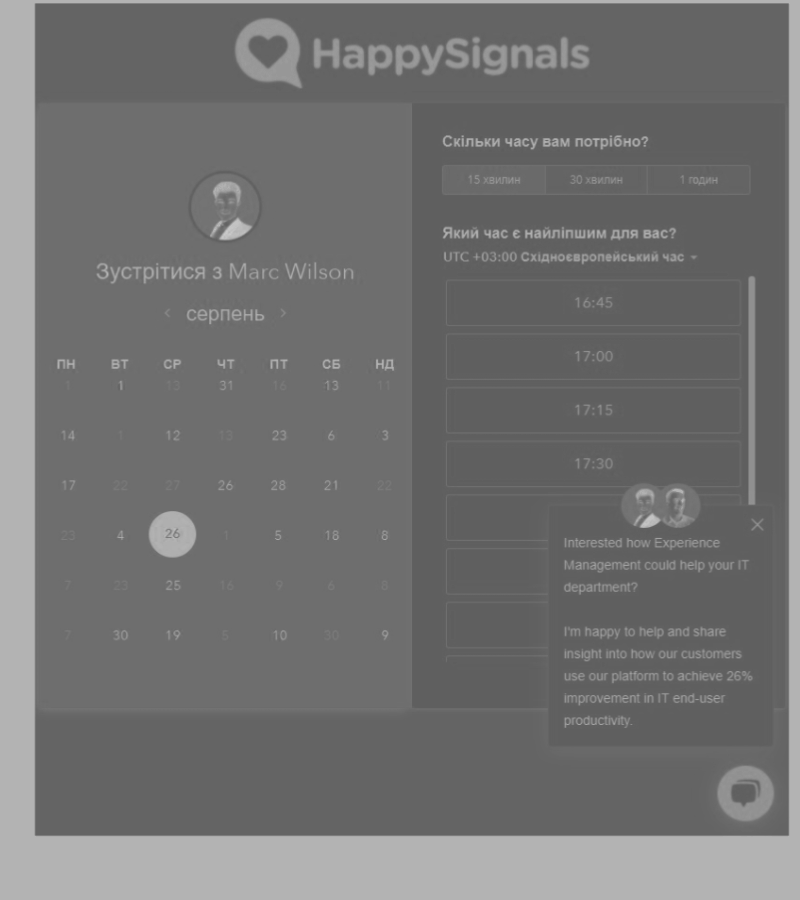 HappySignals
Зустрітися з Marc Wilson
серпень
ПН ВТ СР ЧТ ПТ СБ НД
1 1 13 31 16 13 11
14 1 12 13 23 6 3
17 22 27 26 28 21 22
23 4 26 1 5 18 8
7 23 25 16 9 6 8
7 30 19 5 10 30 9
Скільки часу вам потрібно?
15 хвилин 30 хвилин 1 годин
Який час є найліпшим для вас?
UTC +03:00 Східноєвропейський час
16:45
17:00
17:15
17:30
Interested how Experience
Management could help your IT
department?
I'm happy to help and share
insight into how our customers
use our platform to achieve 26%
improvement in IT end-user
productivity.